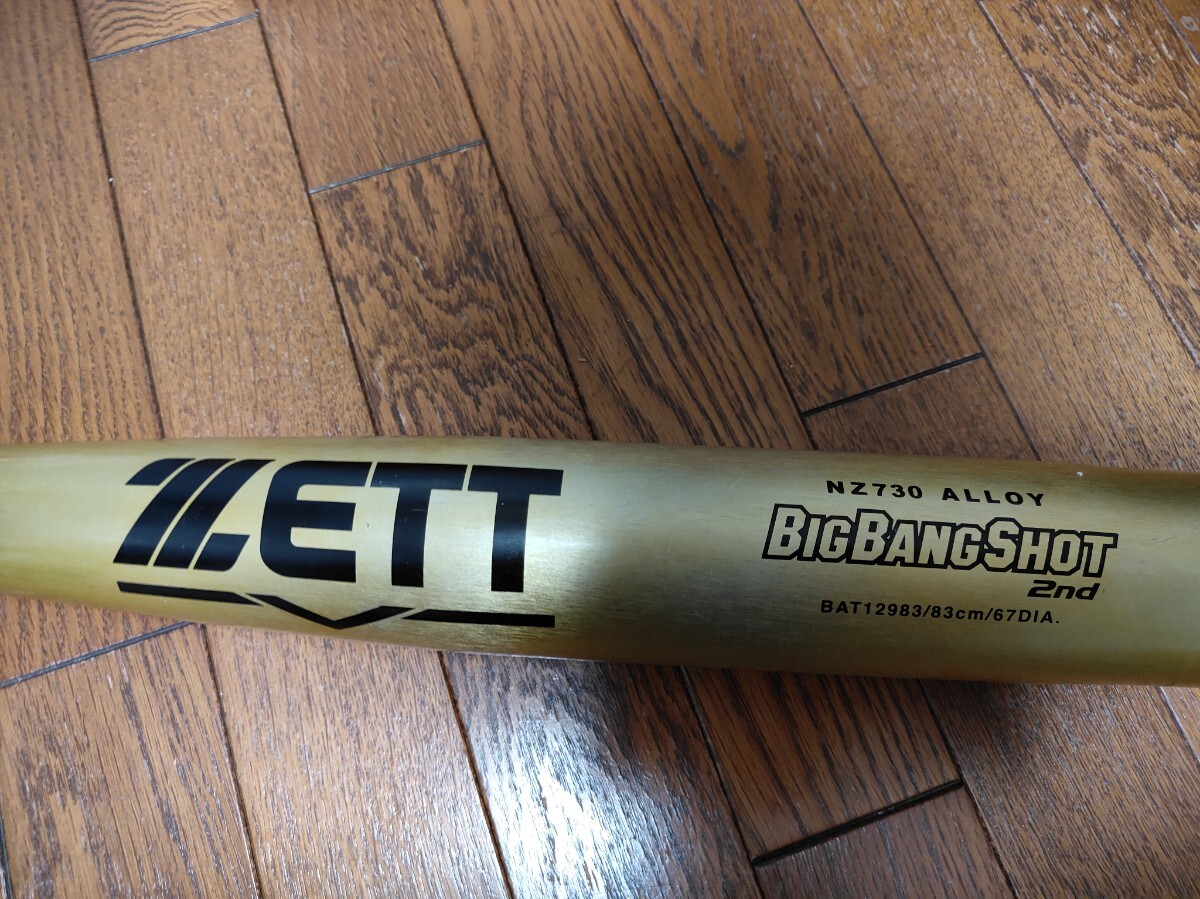 ZETT
NZ730 ALLOY
BIGBANGSHOT
2nd
BAT12983/83cm/67DIA.